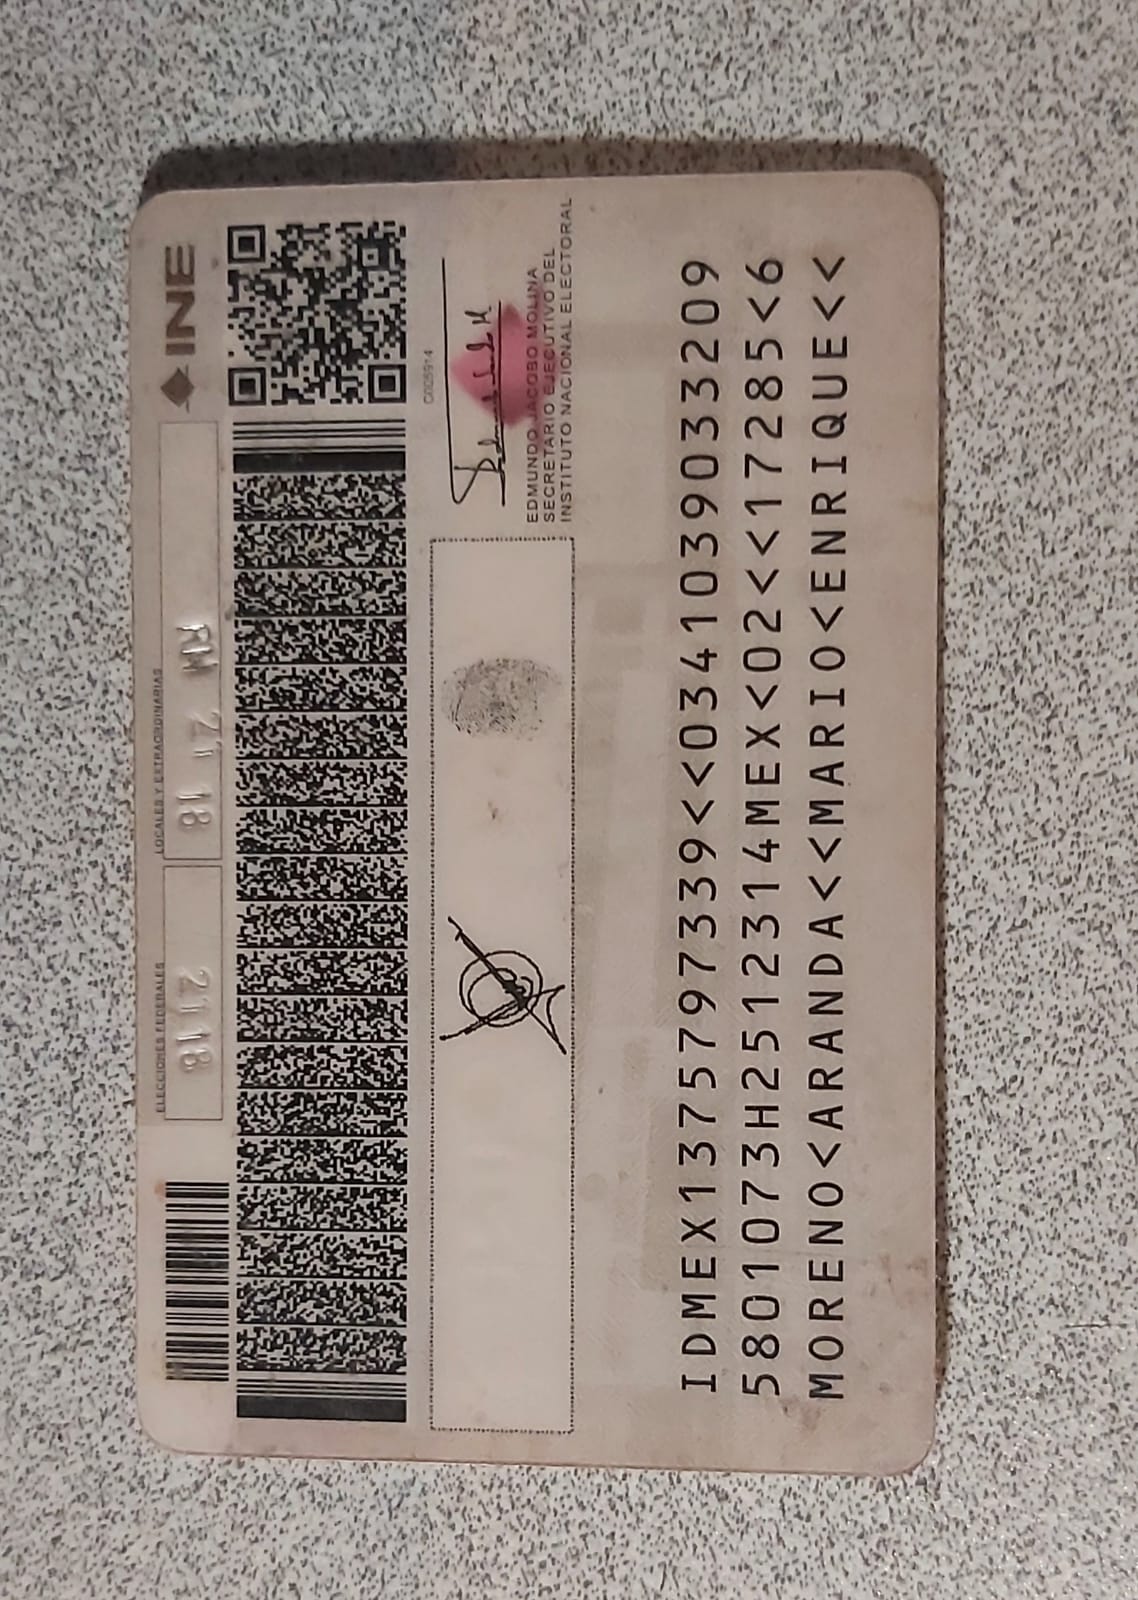 ELECCIONES FEDERALES
LOCALES Y EXTRAORDINARIAS
INE
21 18
RM 21 18
EDMUNDO JACOBO MOLINA
SECRETARIO EJECUTIVO DEL
INSTITUTO NACIONAL ELECTORAL
IDMEX1375797339<<0341039033209
5801073H2512314MEX<02<<17285<6
MORENO<ARANDA<<MARIO<ENRIQUE<<